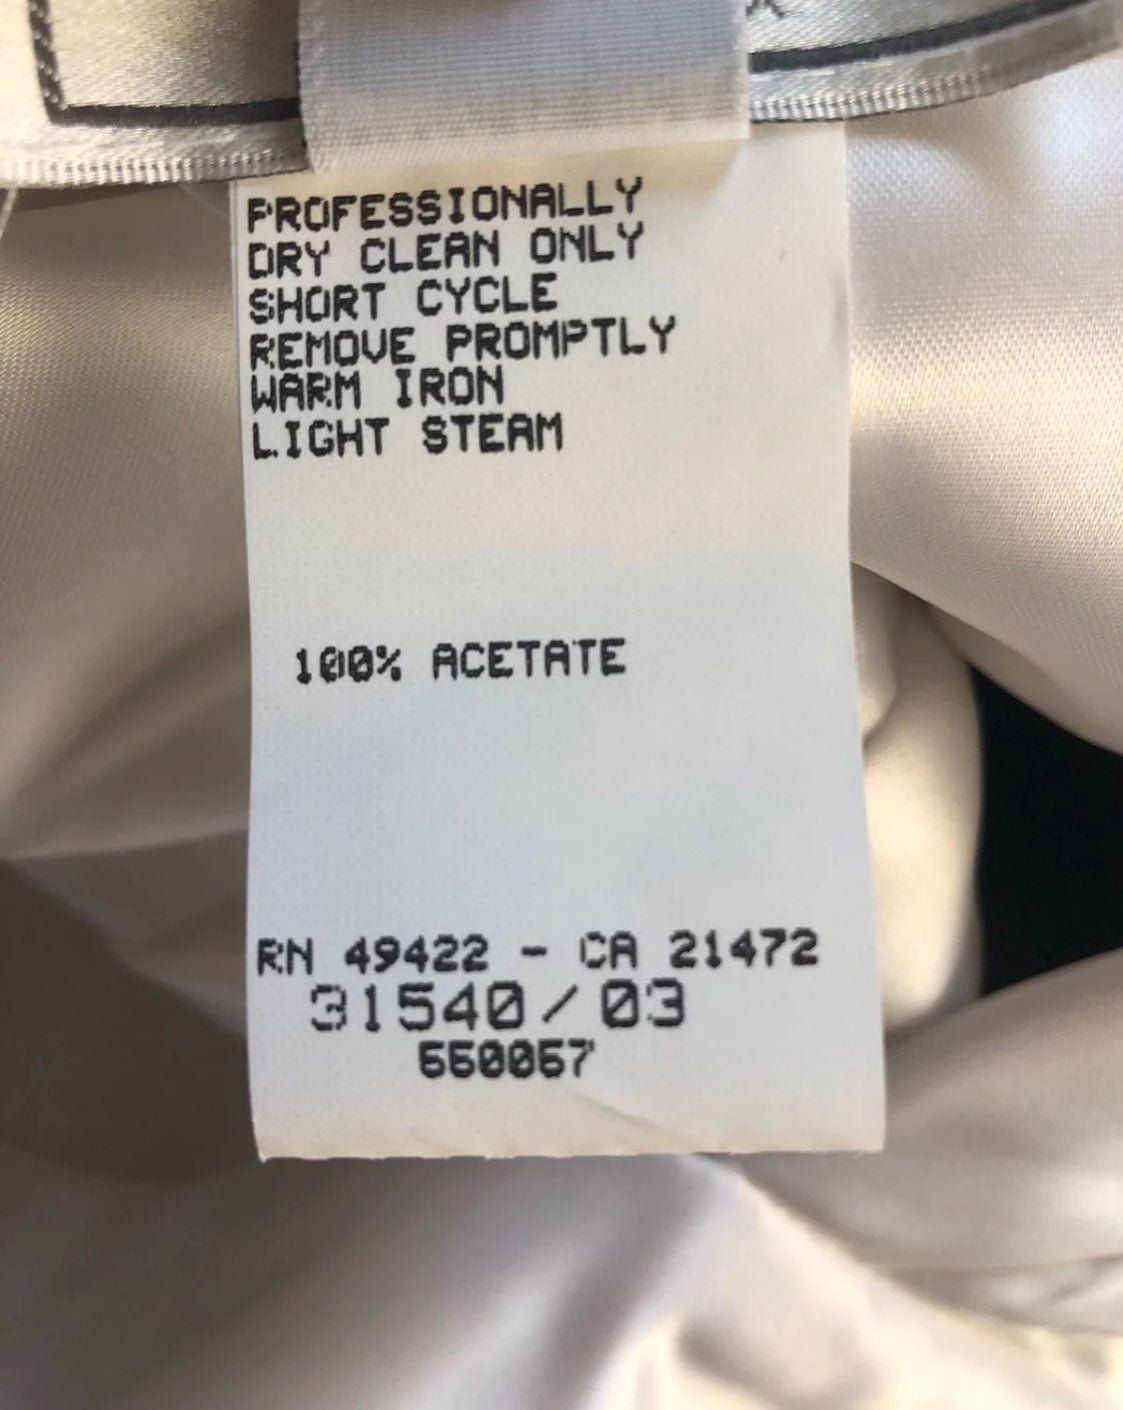 PROFESSIONALLY
DRY CLEAN ONLY
SHORT CYCLE
REMOVE PROMPTLY
WARM IRON
LIGHT STEAM
100% ACETATE
RN 49422 - CA 21472
31540/03